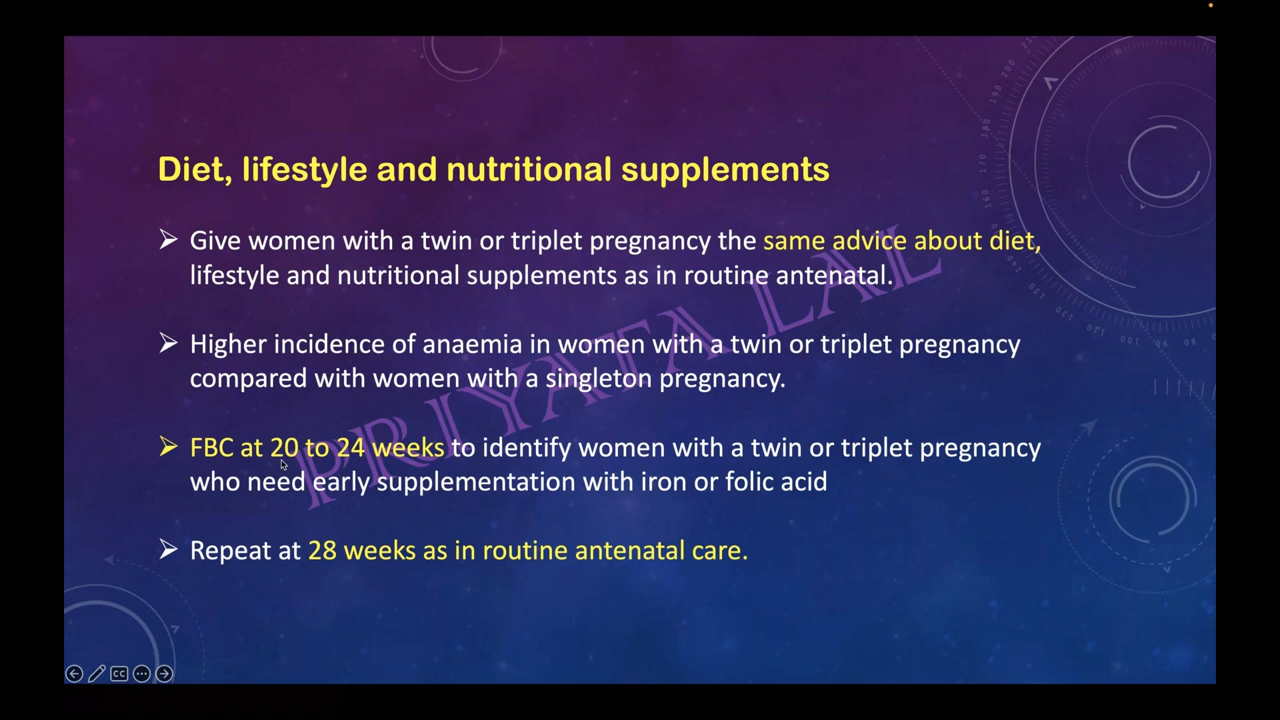 Diet, lifestyle and nutritional supplements
Give women with a twin or triplet pregnancy the same advice about diet,
lifestyle and nutritional supplements as in routine antenatal.
Higher incidence of anaemia in women with a twin or triplet pregnancy
compared with women with a singleton pregnancy.
FBC at 20 to 24 weeks to identify women with a twin or triplet pregnancy
who need early supplementation with iron or folic acid
Repeat at 28 weeks as in routine antenatal care.
PRIYATA LAL
CC